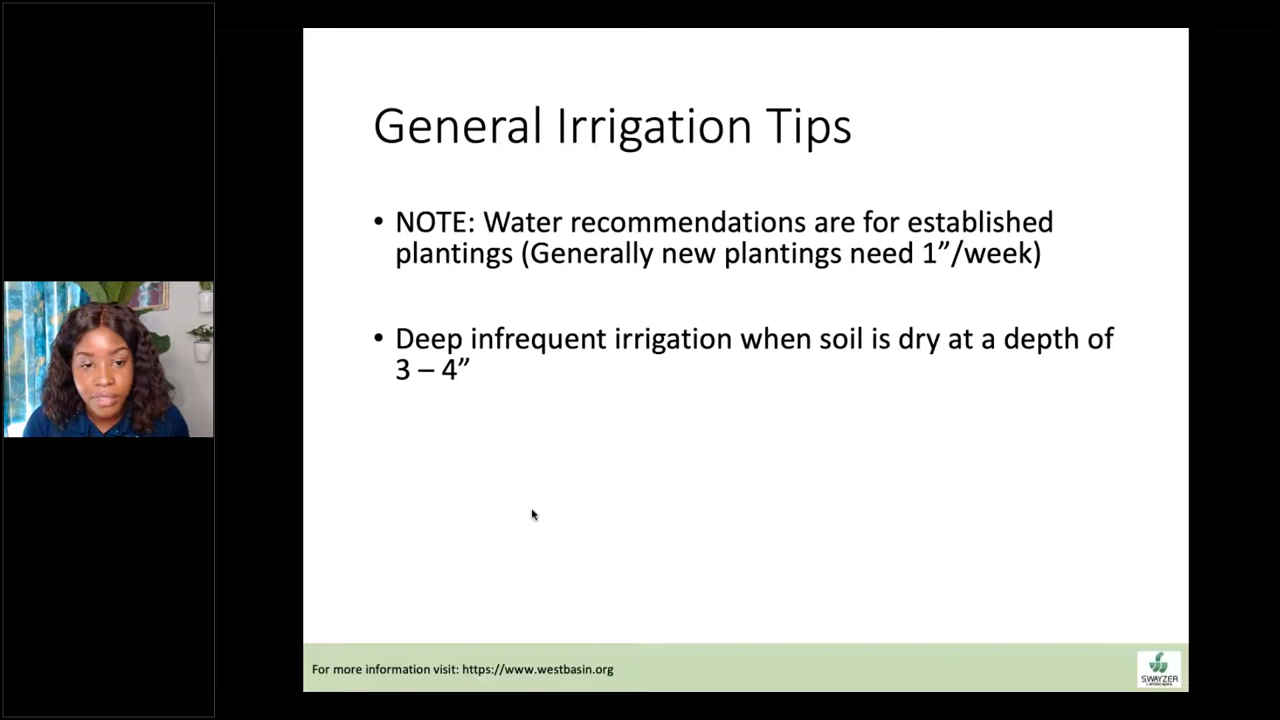 General Irrigation Tips
• NOTE: Water recommendations are for established
plantings (Generally new plantings need 1”/week)
• Deep infrequent irrigation when soil is dry at a depth of
3 – 4”
For more information visit: https://www.westbasin.org
SWAYZER
Landscapes